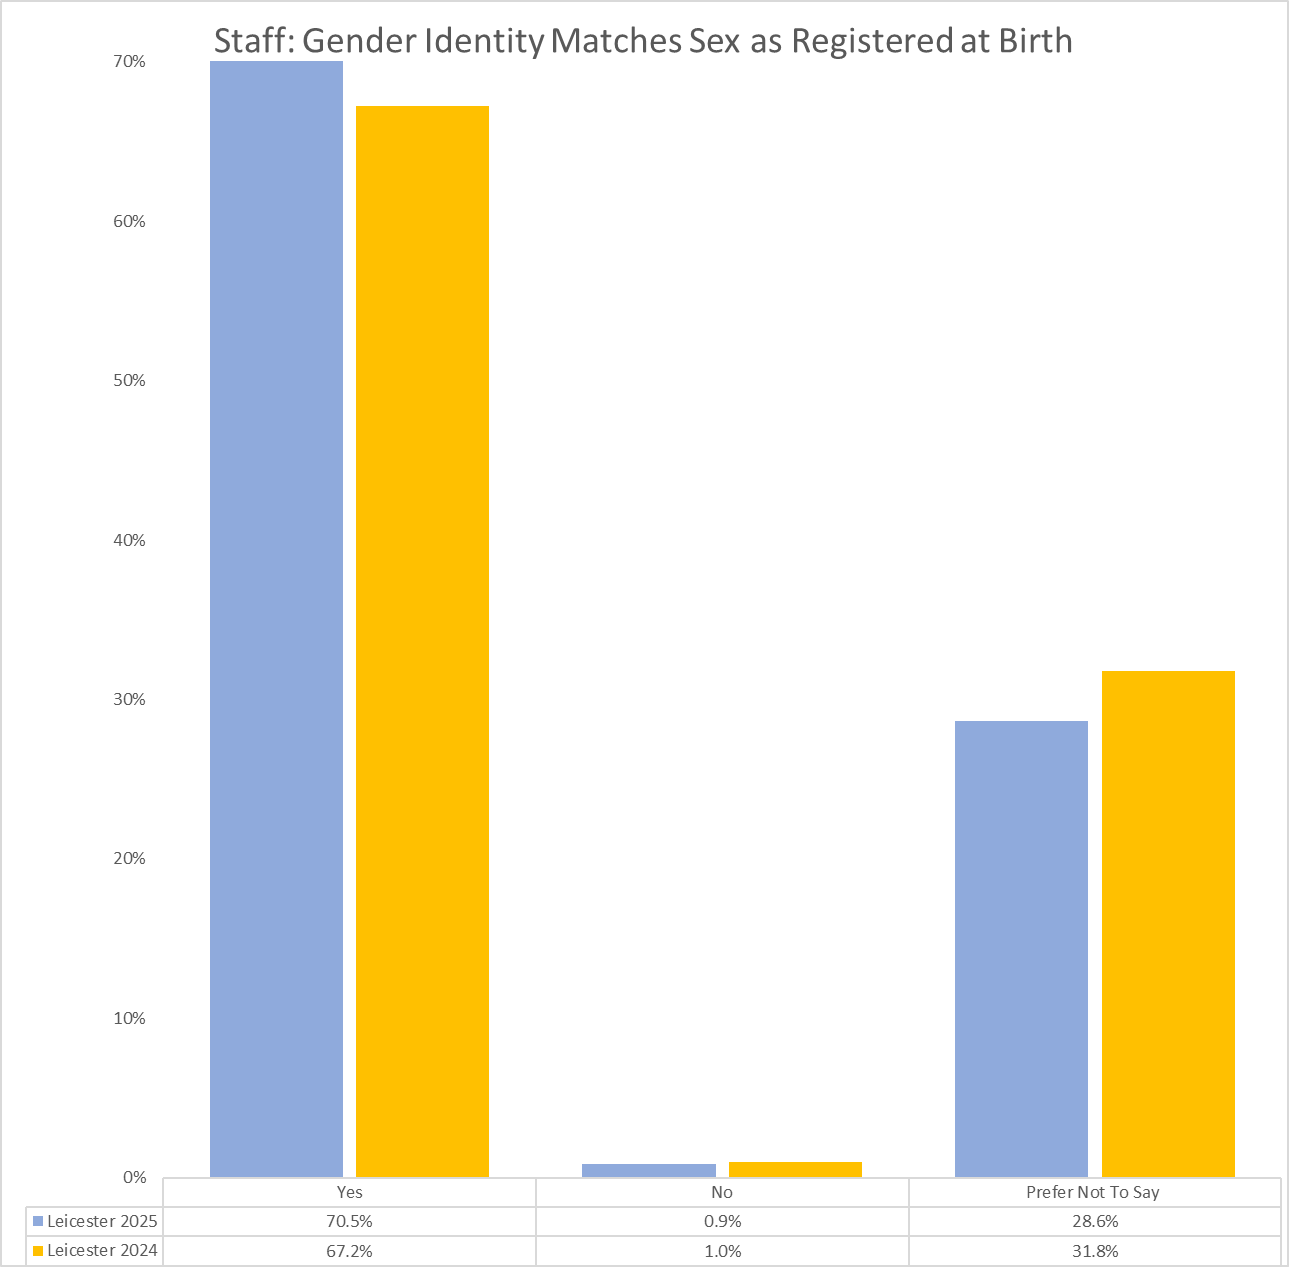 Staff: Gender Identity Matches Sex as Registered at Birth
70%
60%
50%
40%
30%
20%
10%
0%
Yes No Prefer Not To Say
Leicester 2025 70.5% 0.9% 28.6%
Leicester 2024 67.2% 1.0% 31.8%